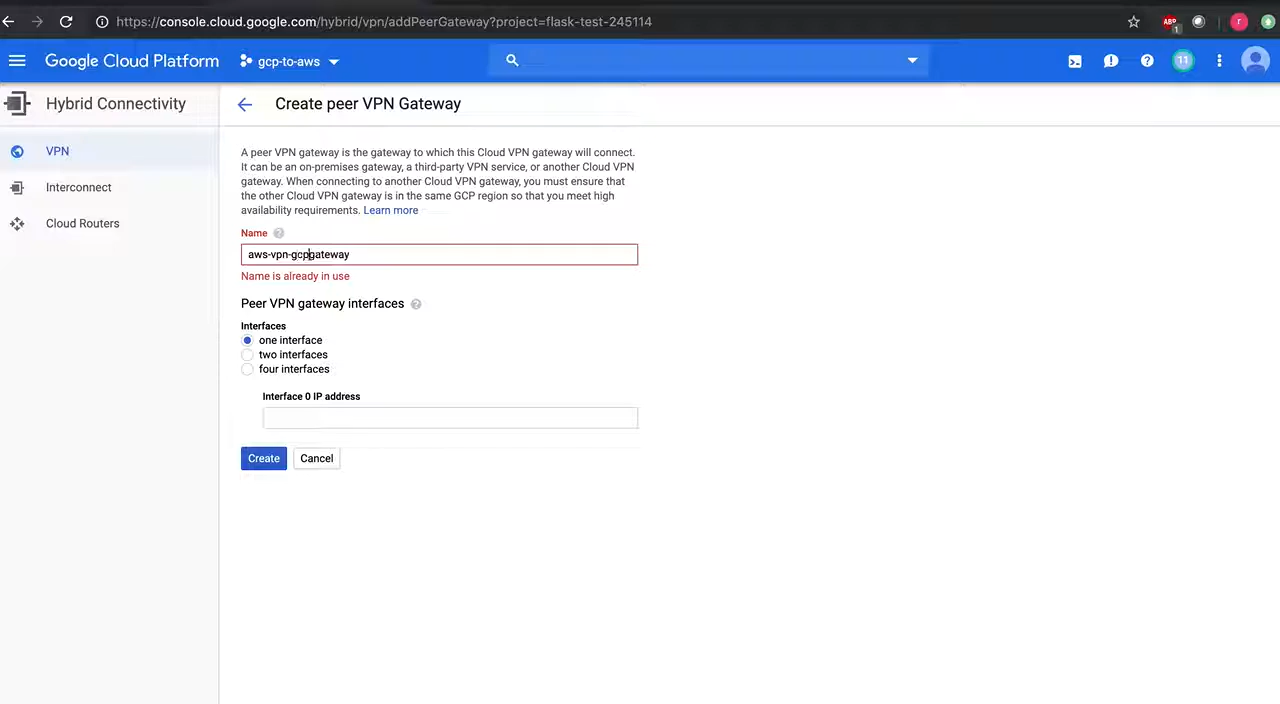 https://console.cloud.google.com/hybrid/vpn/addPeerGateway?project=flask-test-245114
ABP
1
r
Google Cloud Platform
gcp-to-aws
11
Hybrid Connectivity
Create peer VPN Gateway
VPN
Interconnect
Cloud Routers
A peer VPN gateway is the gateway to which this Cloud VPN gateway will connect.
It can be an on-premises gateway, a third-party VPN service, or another Cloud VPN
gateway. When connecting to another Cloud VPN gateway, you must ensure that
the other Cloud VPN gateway is in the same GCP region so that you meet high
availability requirements. Learn more
Name
aws-vpn-gcpgateway
Name is already in use
Peer VPN gateway interfaces
Interfaces
one interface
two interfaces
four interfaces
Interface 0 IP address
Create Cancel